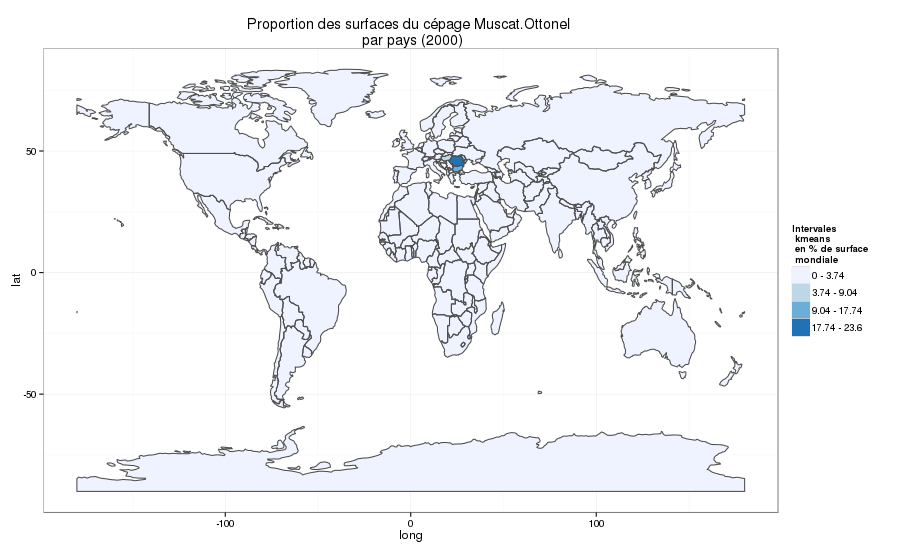 Proportion des surfaces du cépage Muscat.Ottonel
par pays (2000)
50
0
-50
lat
-100
0
100
long
Intervales
kmeans
en % de surface
mondiale
0 - 3.74
3.74 - 9.04
9.04 - 17.74
17.74 - 23.6